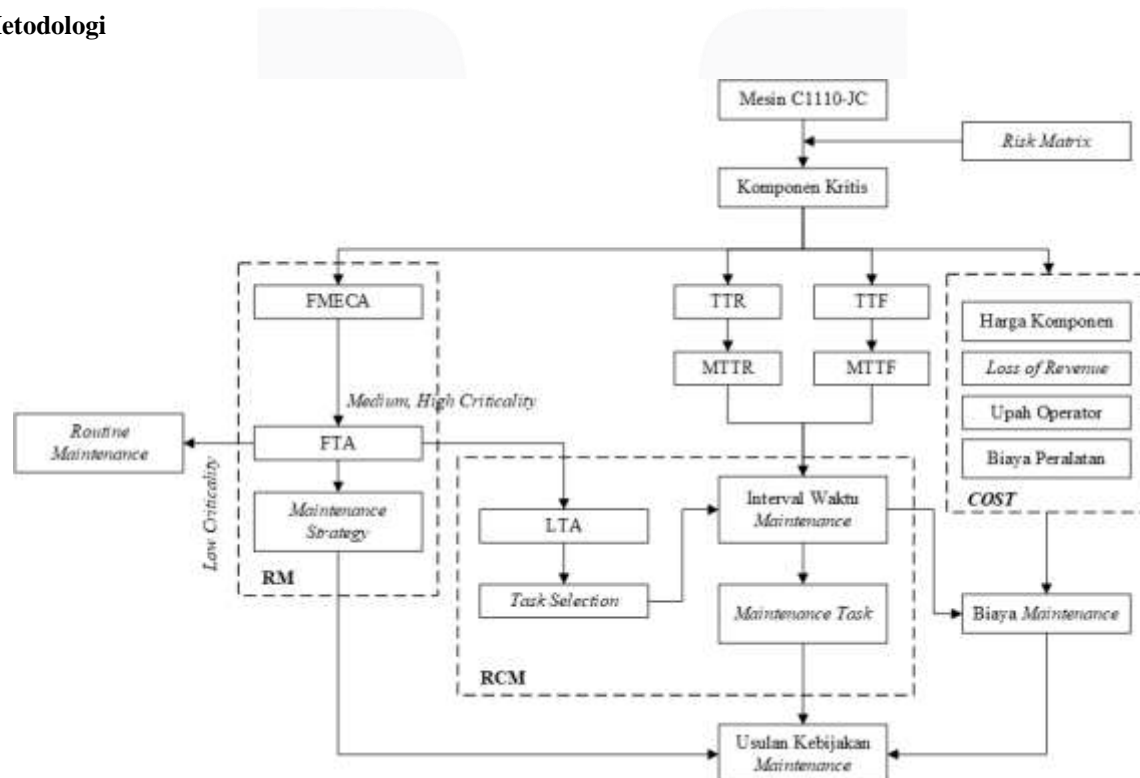 etodologi
Mesin C1110-JC
Risk Matrix
Komponen Kritis
FMECA
TTR
TTF
Harga Komponen
MTTR
MTTF
Loss of Revenue
Medium, High Criticality
Upah Operator
Routine
Maintenance
FTA
Biaya Peralatan
Low Criticality
Maintenance
Strategy
Interval Waktu
Maintenance
COST
LTA
RM
Task Selection
Maintenance Task
Biaya Maintenance
RCM
Usulan Kebijakan
Maintenance